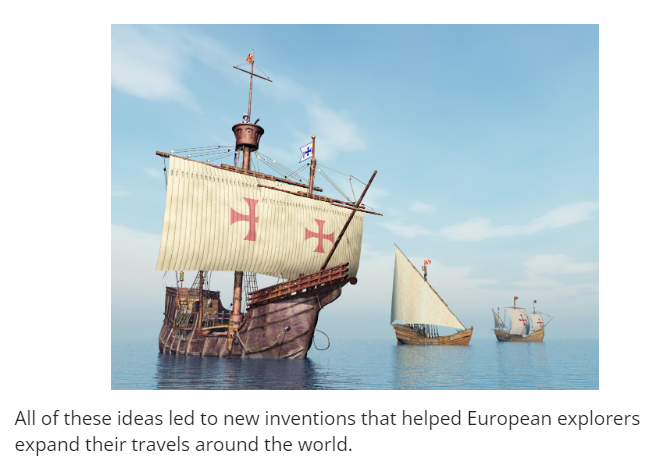 All of these ideas led to new inventions that helped European explorers
expand their travels around the world.